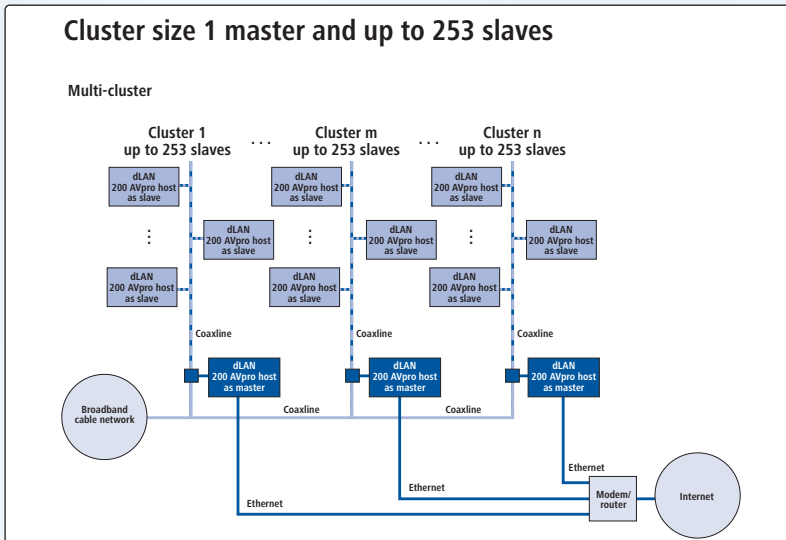 Cluster size 1 master and up to 253 slaves
Multi-cluster
Cluster 1
up to 253 slaves
. . .
Cluster m
up to 253 slaves
. . .
Cluster n
up to 253 slaves
dLAN
200 AVpro host
as slave
dLAN
200 AVpro host
as slave
dLAN
200 AVpro host
as slave
dLAN
200 AVpro host
as slave
dLAN
200 AVpro host
as slave
dLAN
200 AVpro host
as slave
dLAN
200 AVpro host
as slave
dLAN
200 AVpro host
as slave
dLAN
200 AVpro host
as slave
Coaxline
Coaxline
Coaxline
dLAN
200 AVpro host
as master
dLAN
200 AVpro host
as master
dLAN
200 AVpro host
as master
Broadband
cable network
Coaxline
Coaxline
Ethernet
Ethernet
Ethernet
Modem/
router
Internet